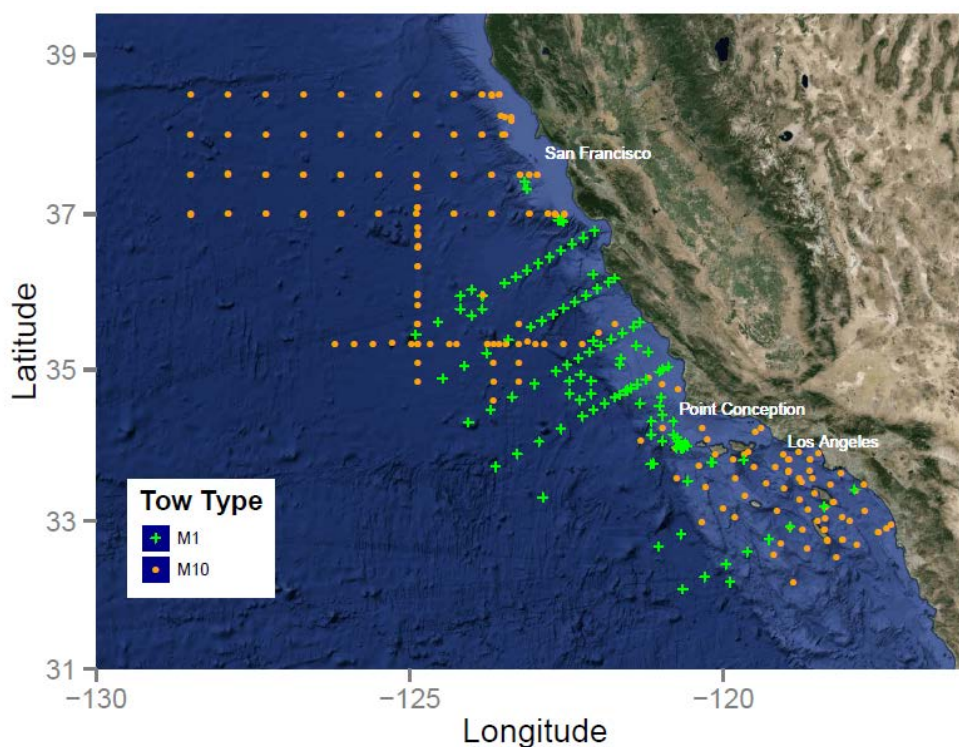 39
San Francisco
37
Latitude
35
Point Conception
Los Angeles
Tow Type
M1
33
M10
31
−130
−125
−120
Longitude